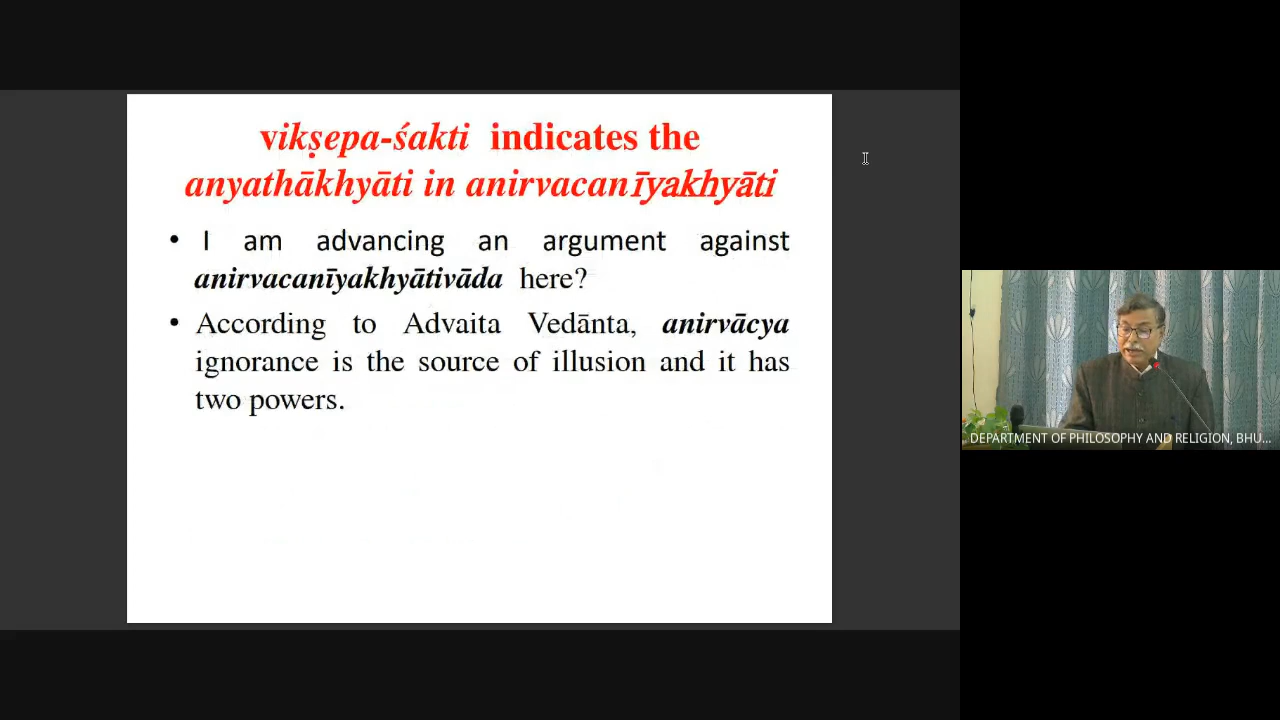 vikṣepa-śakti indicates the
anyathākhyāti in anirvacanīyakhyāti
• I am advancing an argument against
anirvacanīyakhyātivāda here?
• According to Advaita Vedānta, anirvācya
ignorance is the source of illusion and it has
two powers.
DEPARTMENT OF PHILOSOPHY AND RELIGION, BHU...